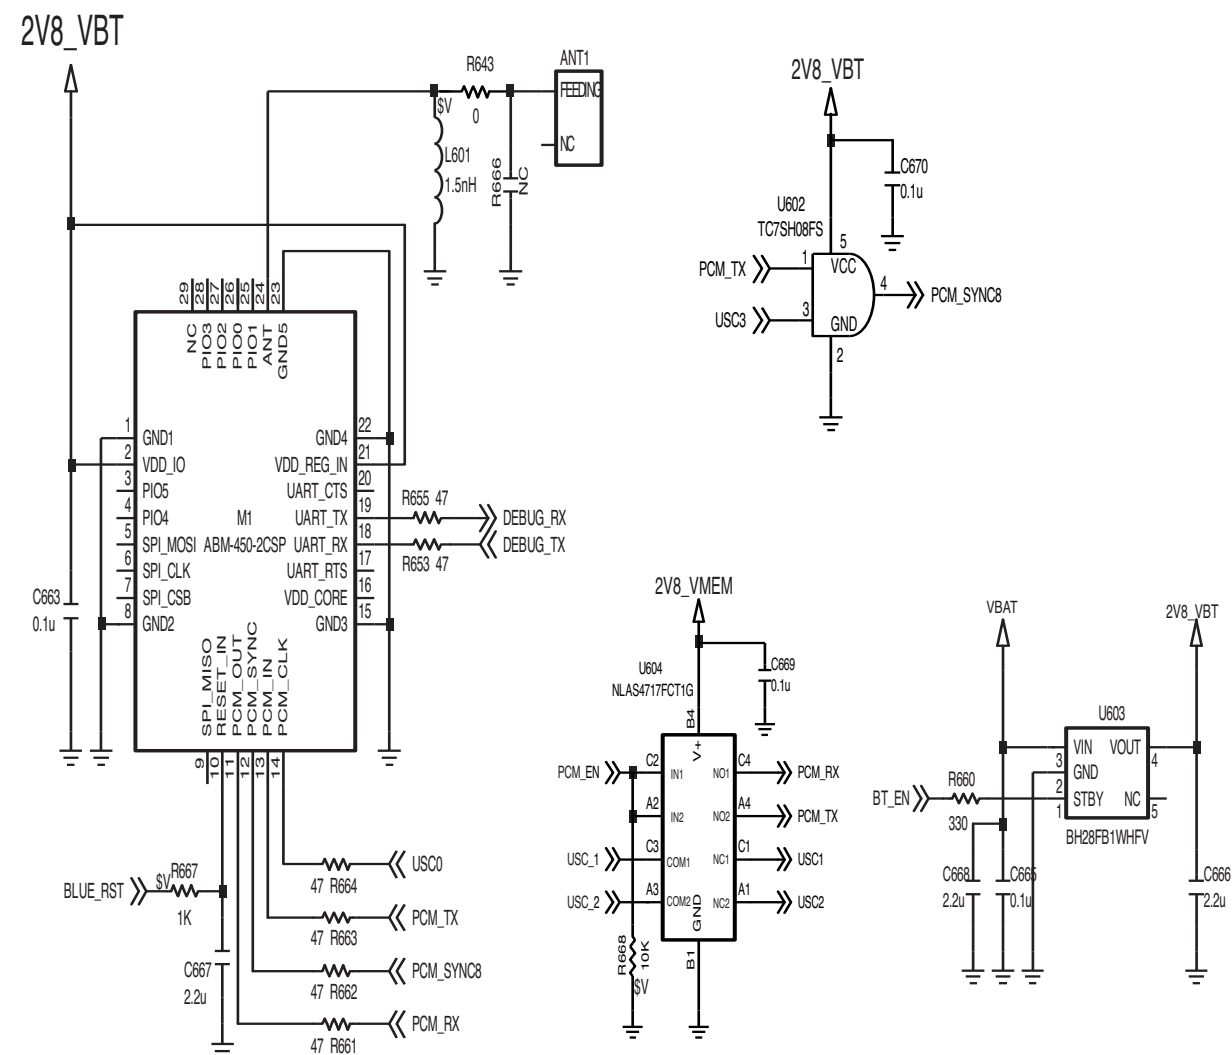 2V8_VBT
R643
ANT1
FEEDING
$V
0
NC
L601
1.5nH
R666
NC
2V8_VBT
C670
0.1u
U602
TC7SH08FS
5
VCC
PCM_TX
1
4
PCM_SYNC8
USC3
3
GND
2
29
28
27
26
25
24
23
NC
PIO3
PIO2
PIO0
PIO1
ANT
GND5
1
GND1
GND4
22
2
VDD_IO
VDD_REG_IN
21
3
PIO5
UART_CTS
20
4
PIO4
M1
UART_TX
19
R655 47
DEBUG_RX
5
SPI_MOSI
ABM-450-2CSP
UART_RX
18
R653 47
DEBUG_TX
6
SPI_CLK
UART_RTS
17
7
SPI_CSB
VDD_CORE
16
8
GND2
GND3
15
C663
0.1u
SPI_MISO
RESET_IN
PCM_OUT
PCM_SYNC
PCM_IN
PCM_CLK
9
10
11
12
13
14
USC0
47 R664
BLUE_RST
$V
R667
1K
PCM_TX
47 R663
C667
2.2u
PCM_SYNC8
47 R662
PCM_RX
47 R661
2V8_VMEM
U604
NLAS4717FCT1G
C669
0.1u
B4
V+
PCM_EN
C2
IN1
NO1
C4
PCM_RX
A2
IN2
NO2
A4
PCM_TX
USC_1
C3
COM1
NC1
C1
USC1
USC_2
A3
COM2
NC2
A1
USC2
GND
B1
R668
10K
$V
VBAT
2V8_VBT
U603
VIN
VOUT
3
GND
4
2
STBY
NC
1
5
BH28FB1WHFV
BT_EN
R660
330
C668
2.2u
C665
0.1u
C666
2.2u